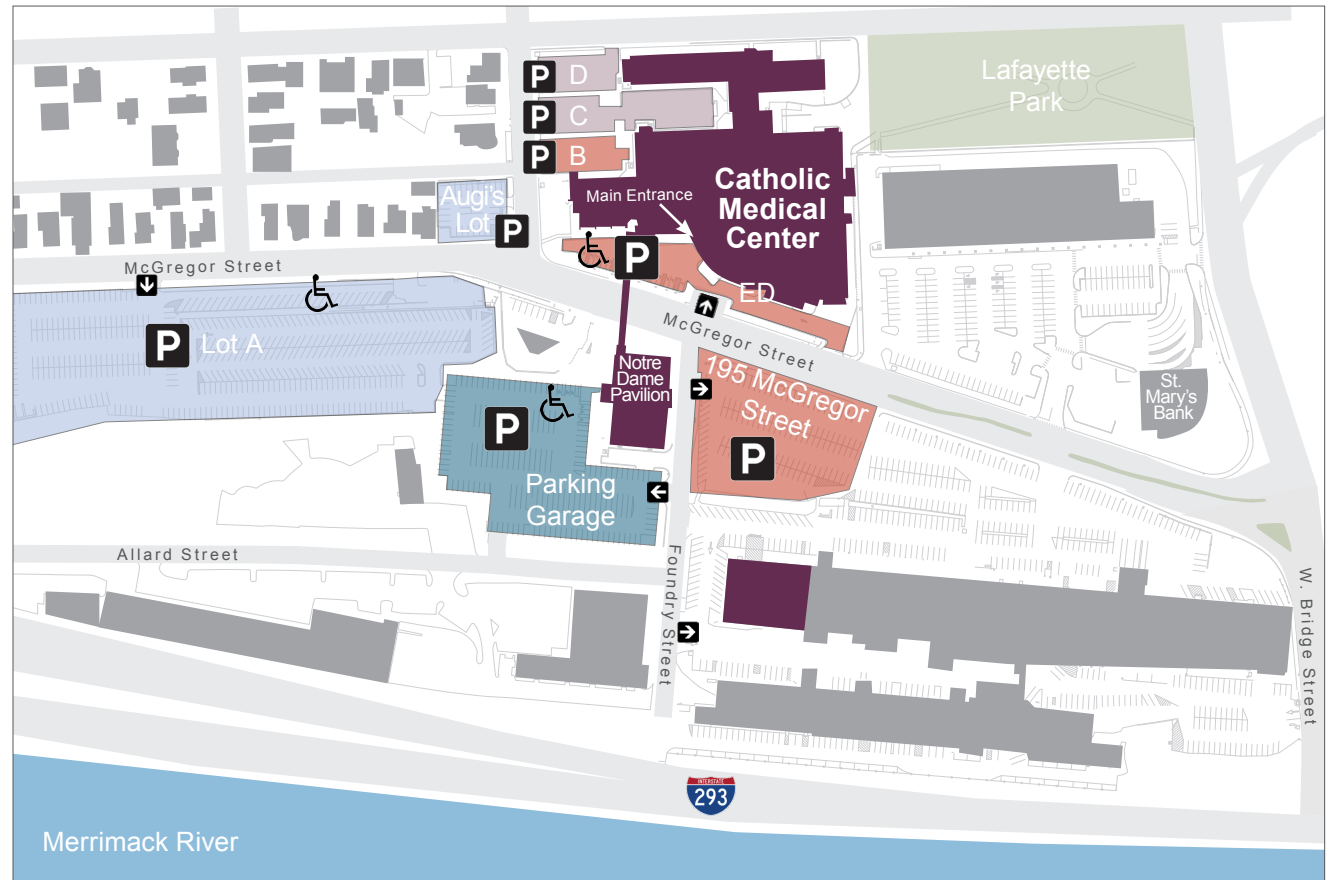 P D
Lafayette
Park
P C
P B
Augi's
Lot
P
Main Entrance
Catholic
Medical
Center
McGregor Street
P
ED
McGregor Street
P Lot A
Notre
Dame
Pavilion
195 McGregor
Street
P
St.
Mary's
Bank
P
Parking
Garage
Allard Street
Foundry Street
W. Bridge Street
INTERSTATE
293
Merrimack River